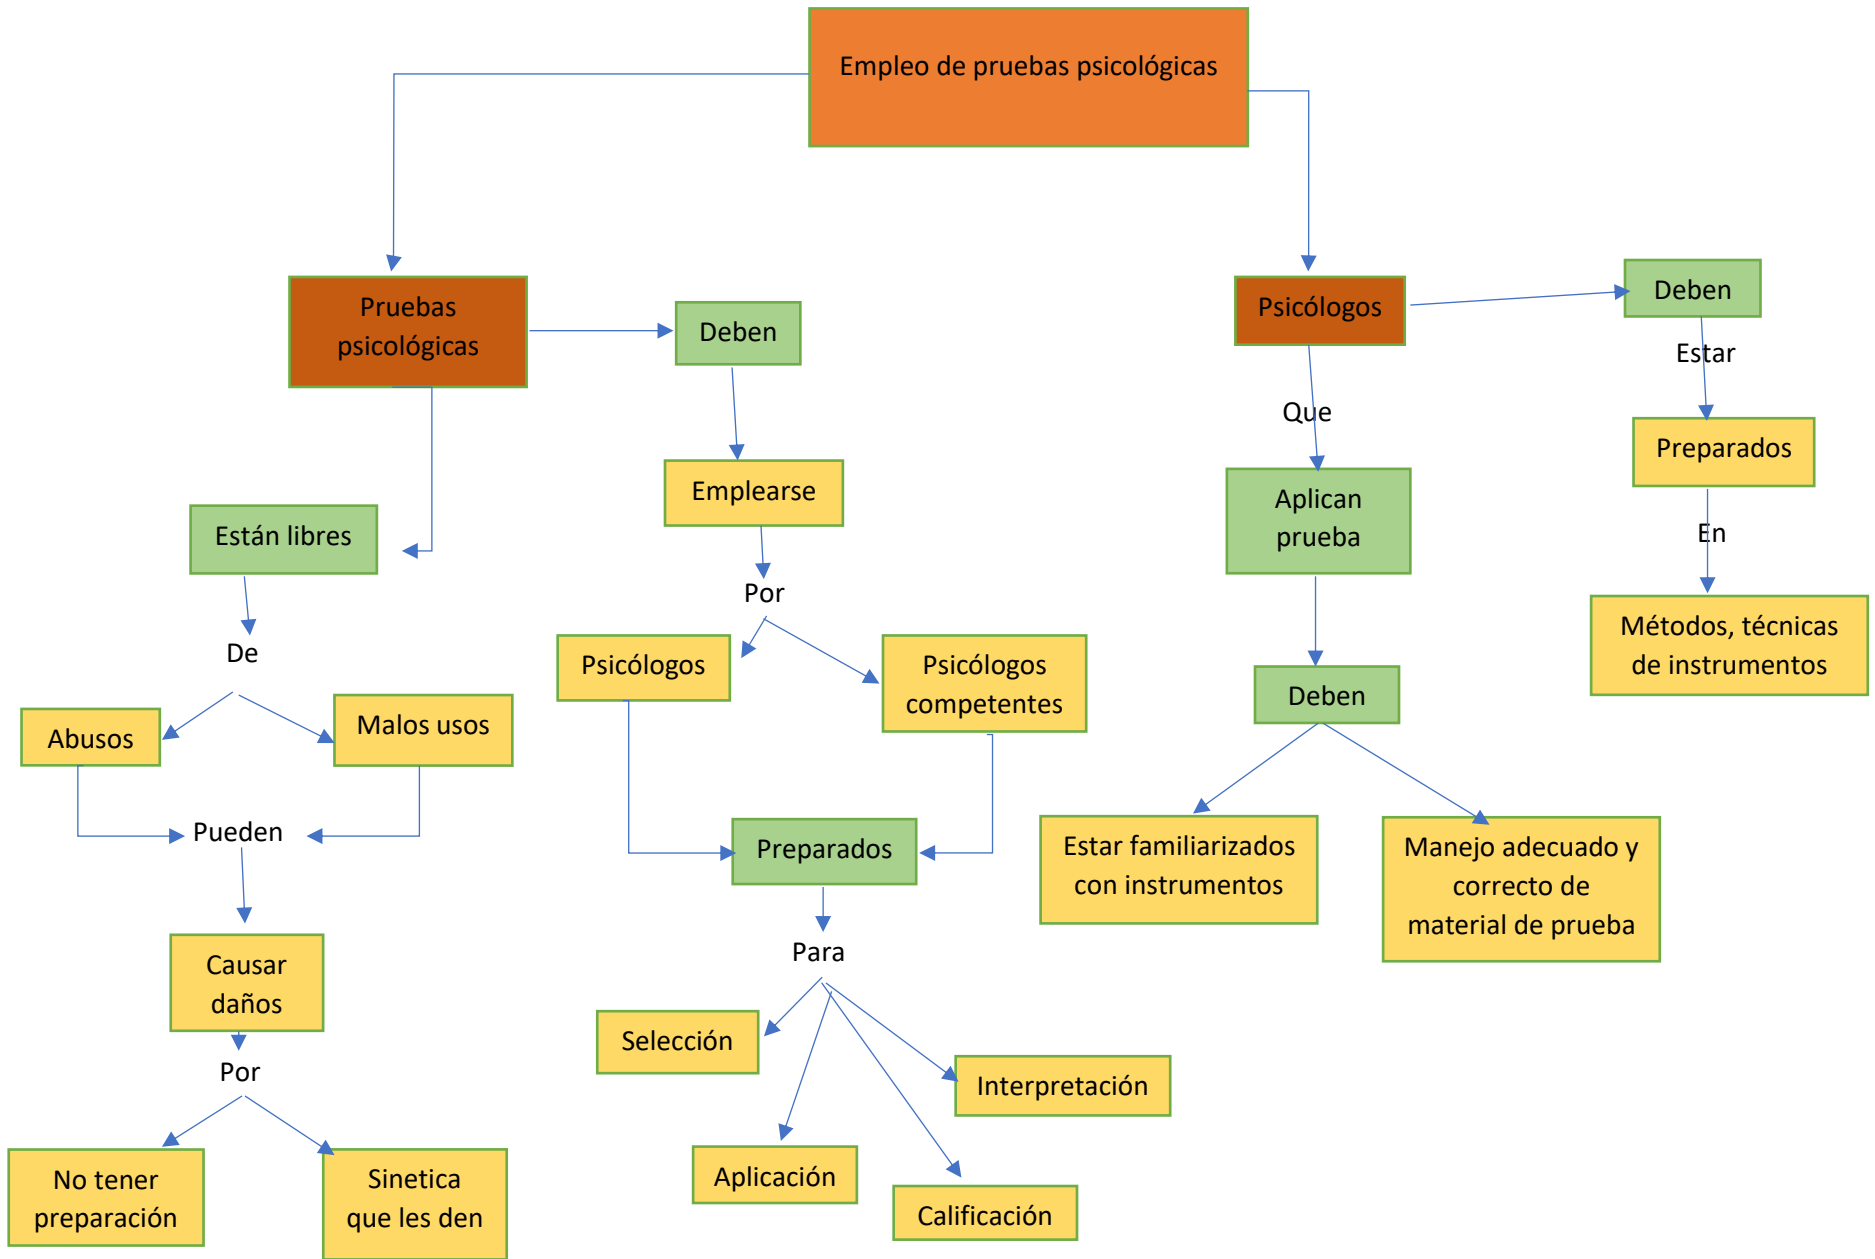 Empleo de pruebas psicológicas
Pruebas
psicológicas
Deben
Emplearse
Por
Psicólogos
Psicólogos
competentes
Preparados
Para
Selección
Interpretación
Aplicación
Calificación
Están libres
De
Abusos
Malos usos
Pueden
Causar
daños
Por
No tener
preparación
Sinetica
que les den
Psicólogos
Deben
Estar
Preparados
En
Métodos, técnicas
de instrumentos
Que
Aplican
prueba
Deben
Estar familiarizados
con instrumentos
Manejo adecuado y
correcto de
material de prueba